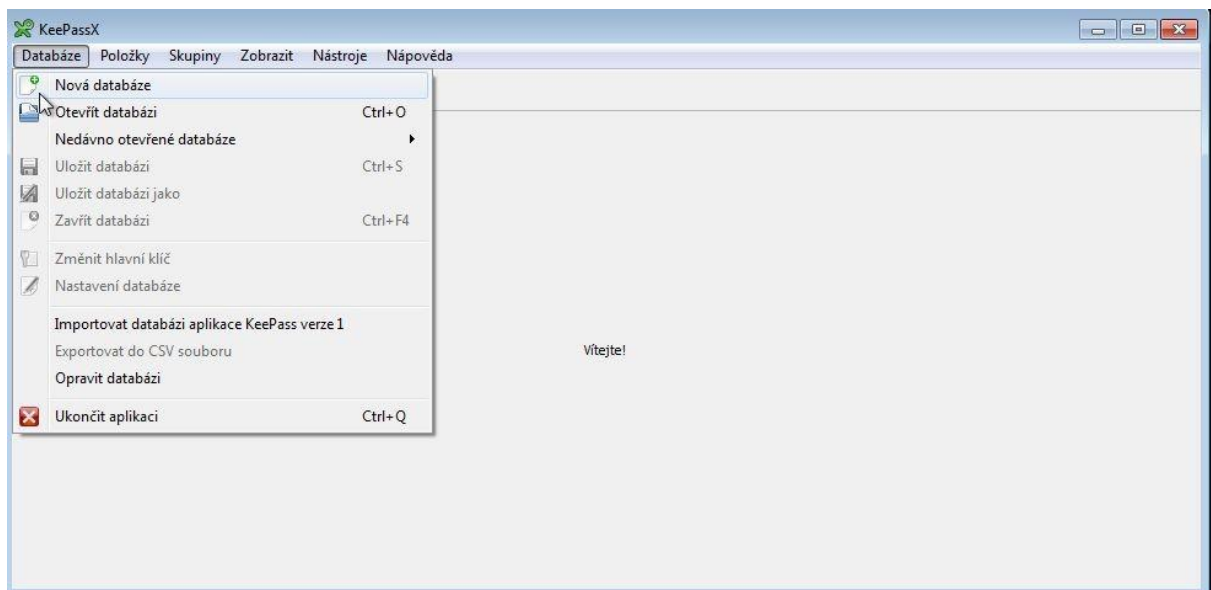 KeePassX
Databáze Položky Skupiny Zobrazit Nástroje Nápověda
Nová databáze
Otevřít databázi Ctrl+O
Nedávno otevřené databáze
Uložit databázi Ctrl+S
Uložit databázi jako
Zavřít databázi Ctrl+F4
Změnit hlavní klíč
Nastavení databáze
Importovat databázi aplikace KeePass verze 1
Exportovat do CSV souboru
Vítejte!
Opravit databázi
Ukončit aplikaci Ctrl+Q